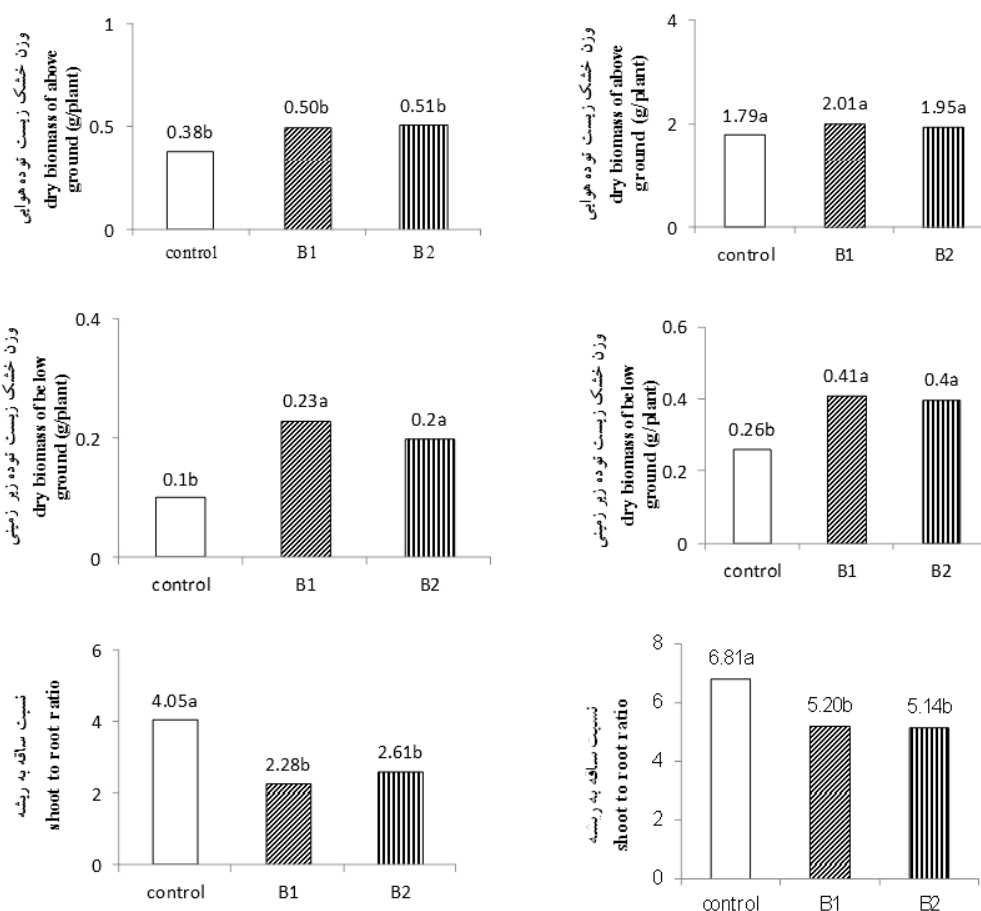 وزن خشک زیست توده هوایی
dry biomass of above
ground (g/plant)
1
0.5
0
0.38b
0.50b
0.51b
control
B1
B2
وزن خشک زیست توده هوایی
dry biomass of above
ground (g/plant)
4
2
0
1.79a
2.01a
1.95a
control
B1
B2
وزن خشک زیست توده زیر زمینی
dry biomass of below
ground (g/plant)
0.4
0.2
0
0.1b
0.23a
0.2a
control
B1
B2
وزن خشک زیست توده زیر زمینی
dry biomass of below
ground (g/plant)
0.6
0.4
0.2
0
0.26b
0.41a
0.4a
control
B1
B2
نسبت ساقه به ریشه
shoot to root ratio
6
4
2
0
4.05a
2.28b
2.61b
control
B1
B2
نسبت ساقه به ریشه
shoot to root ratio
8
6
4
2
0
6.81a
5.20b
5.14b
control
B1
B2